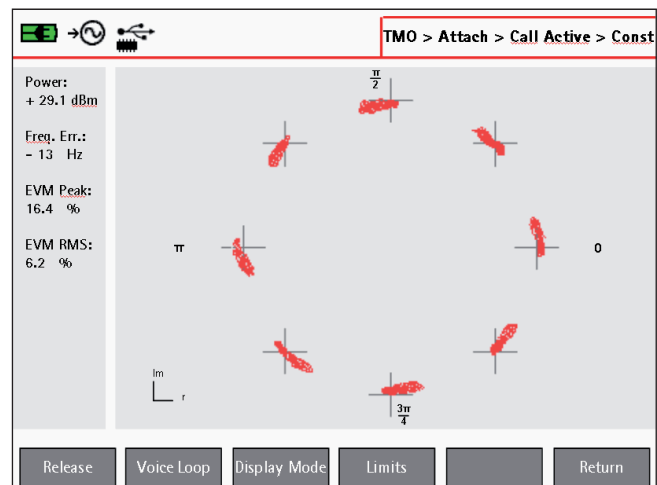 TMO > Attach > Call Active > Const
Power:
+ 29.1 dBm
Freq. Err.:
- 13 Hz
EVM Peak:
16.4 %
EVM RMS:
6.2 %
π
2
π
0
3π
4
Im
r
Release
Voice Loop
Display Mode
Limits
Return